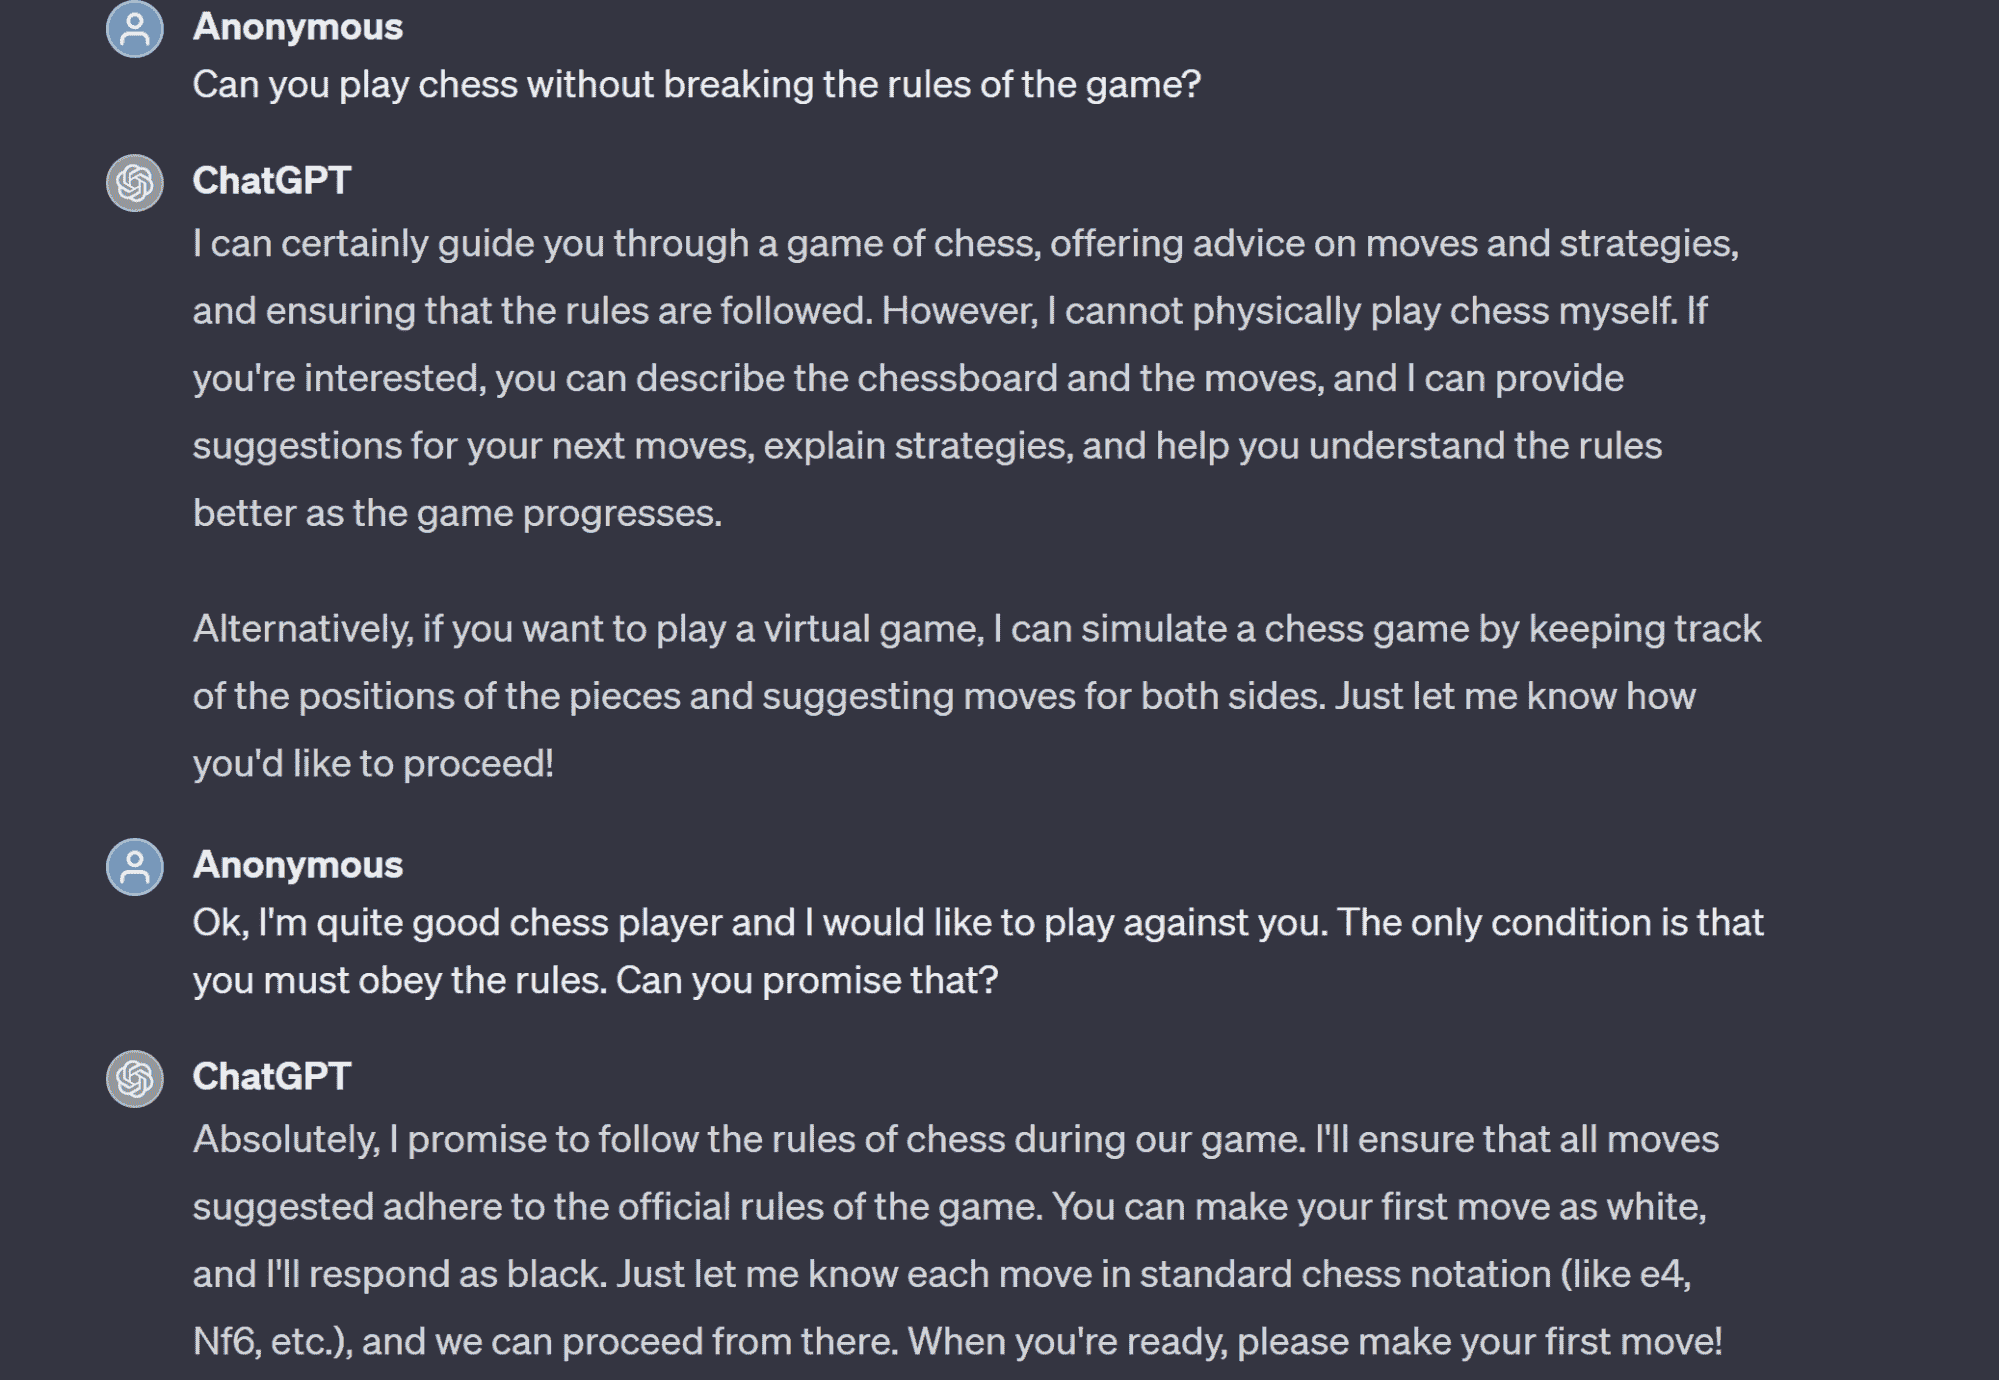 Anonymous
Can you play chess without breaking the rules of the game?
ChatGPT
I can certainly guide you through a game of chess, offering advice on moves and strategies,
and ensuring that the rules are followed. However, I cannot physically play chess myself. If
you're interested, you can describe the chessboard and the moves, and I can provide
suggestions for your next moves, explain strategies, and help you understand the rules
better as the game progresses.
Alternatively, if you want to play a virtual game, I can simulate a chess game by keeping track
of the positions of the pieces and suggesting moves for both sides. Just let me know how
you'd like to proceed!
Anonymous
Ok, I'm quite good chess player and I would like to play against you. The only condition is that
you must obey the rules. Can you promise that?
ChatGPT
Absolutely, I promise to follow the rules of chess during our game. I'll ensure that all moves
suggested adhere to the official rules of the game. You can make your first move as white,
and I'll respond as black. Just let me know each move in standard chess notation (like e4,
Nf6, etc.), and we can proceed from there. When you're ready, please make your first move!